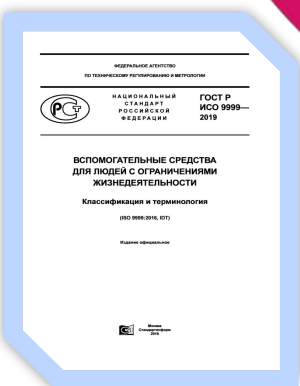 ФЕДЕРАЛЬНОЕ АГЕНТСТВО
ПО ТЕХНИЧЕСКОМУ РЕГУЛИРОВАНИЮ И МЕТРОЛОГИИ
НАЦИОНАЛЬНЫЙ
СТАНДАРТ
РОССИЙСКОЙ
ФЕДЕРАЦИИ
ГОСТ Р
ИСО 9999—
2019
ВСПОМОГАТЕЛЬНЫЕ СРЕДСТВА
ДЛЯ ЛЮДЕЙ С ОГРАНИЧЕНИЯМИ
ЖИЗНЕДЕЯТЕЛЬНОСТИ
Классификация и терминология
(ISO 9999:2016, IDT)
Издание официальное
Москва
Стандартинформ
2019